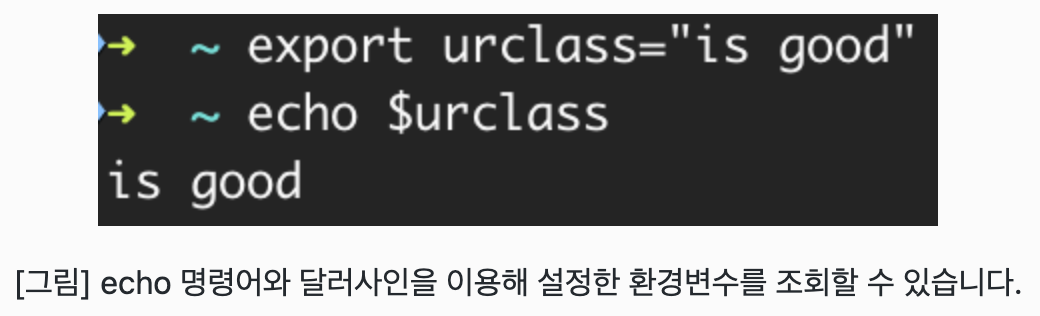 ➜ ~ export urclass="is good"
➜ ~ echo $urclass
is good
[그림] echo 명령어와 달러사인을 이용해 설정한 환경변수를 조회할 수 있습니다.